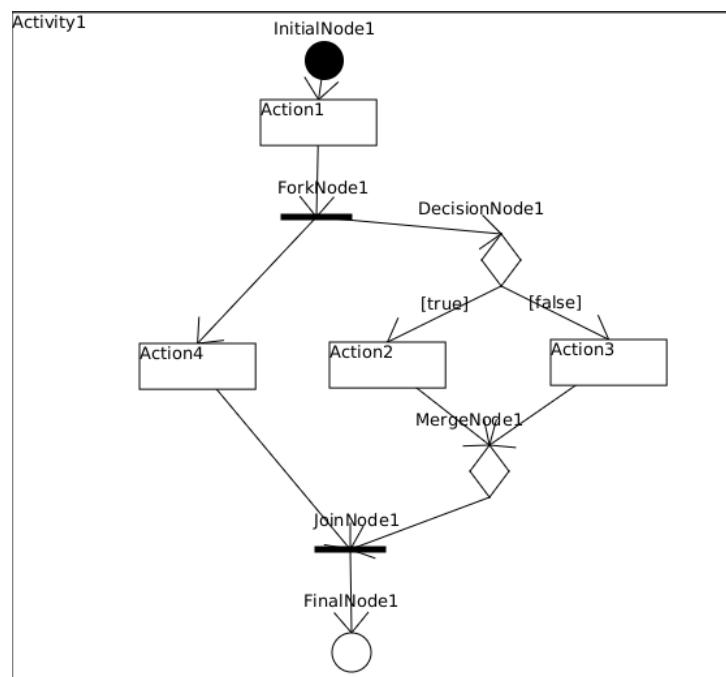 Activity1
InitialNode1
Action1
ForkNode1
DecisionNode1
[true]
[false]
Action4
Action2
Action3
MergeNode1
JoinNode1
FinalNode1